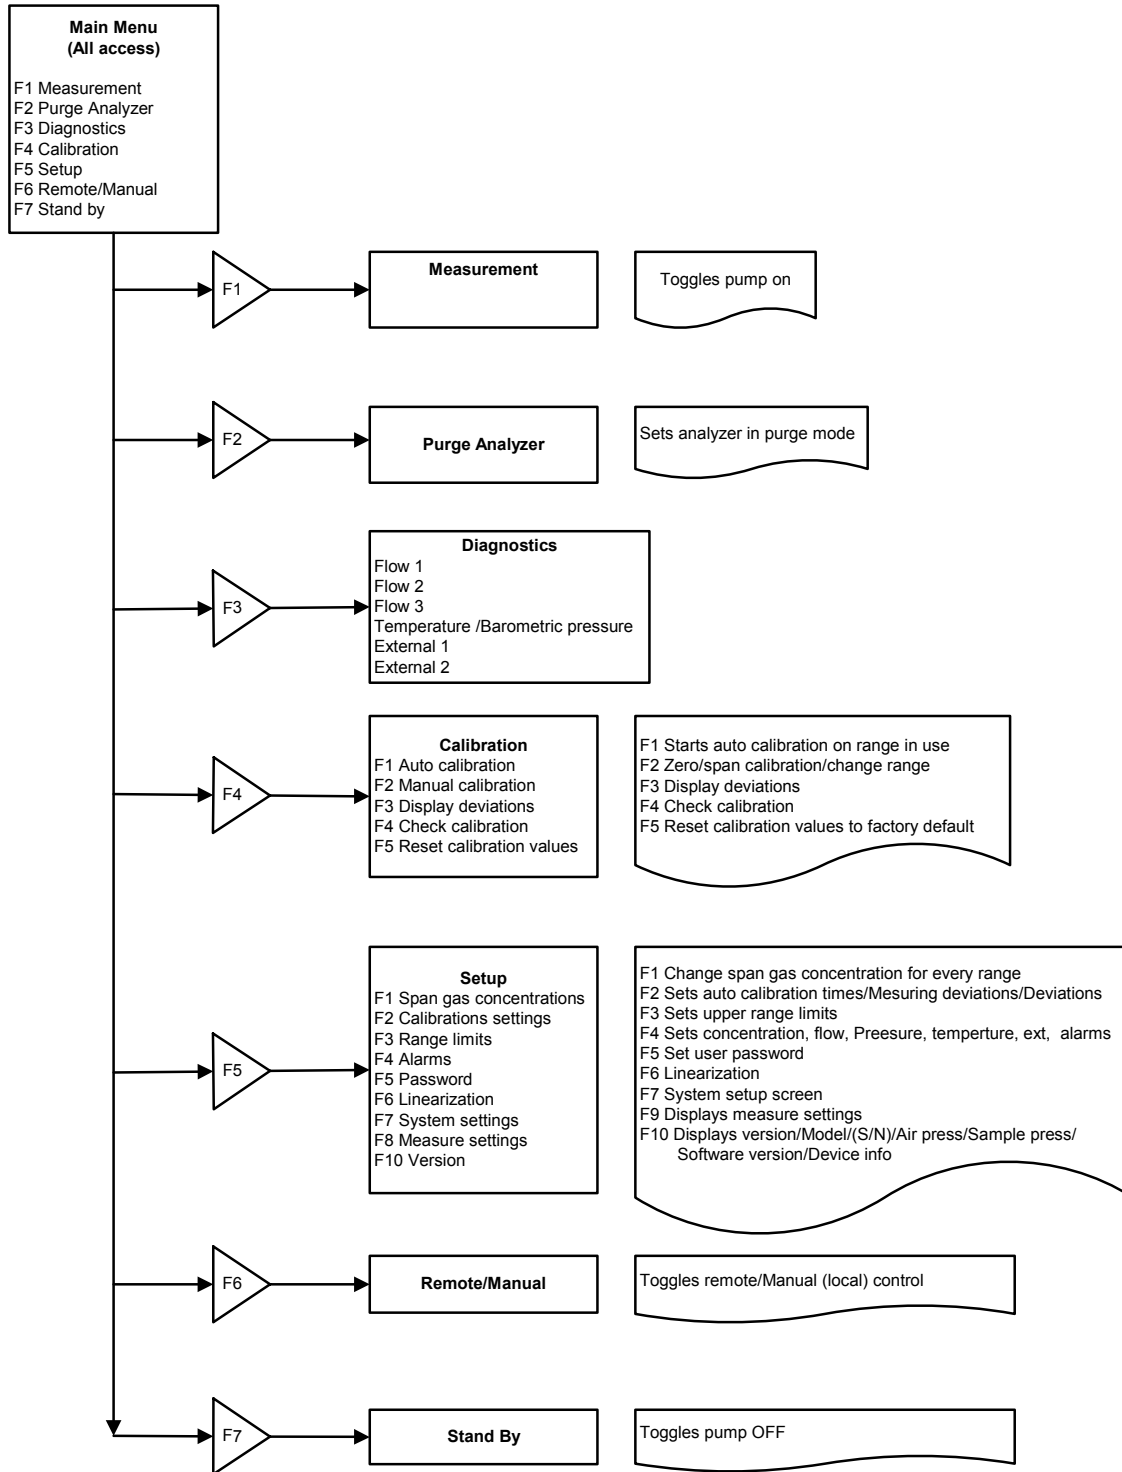 Main Menu
(All access)
F1 Measurement
F2 Purge Analyzer
F3 Diagnostics
F4 Calibration
F5 Setup
F6 Remote/Manual
F7 Stand by
F1
Measurement
Toggles pump on
F2
Purge Analyzer
Sets analyzer in purge mode
F3
Diagnostics
Flow 1
Flow 2
Flow 3
Temperature /Barometric pressure
External 1
External 2
F4
Calibration
F1 Auto calibration
F2 Manual calibration
F3 Display deviations
F4 Check calibration
F5 Reset calibration values
F1 Starts auto calibration on range in use
F2 Zero/span calibration/change range
F3 Display deviations
F4 Check calibration
F5 Reset calibration values to factory default
F5
Setup
F1 Span gas concentrations
F2 Calibrations settings
F3 Range limits
F4 Alarms
F5 Password
F6 Linearization
F7 System settings
F8 Measure settings
F10 Version
F1 Change span gas concentration for every range
F2 Sets auto calibration times/Mesuring deviations/Deviations
F3 Sets upper range limits
F4 Sets concentration, flow, Preesure, temperture, ext, alarms
F5 Set user password
F6 Linearization
F7 System setup screen
F9 Displays measure settings
F10 Displays version/Model/(S/N)/Air press/Sample press/
Software version/Device info
F6
Remote/Manual
Toggles remote/Manual (local) control
F7
Stand By
Toggles pump OFF